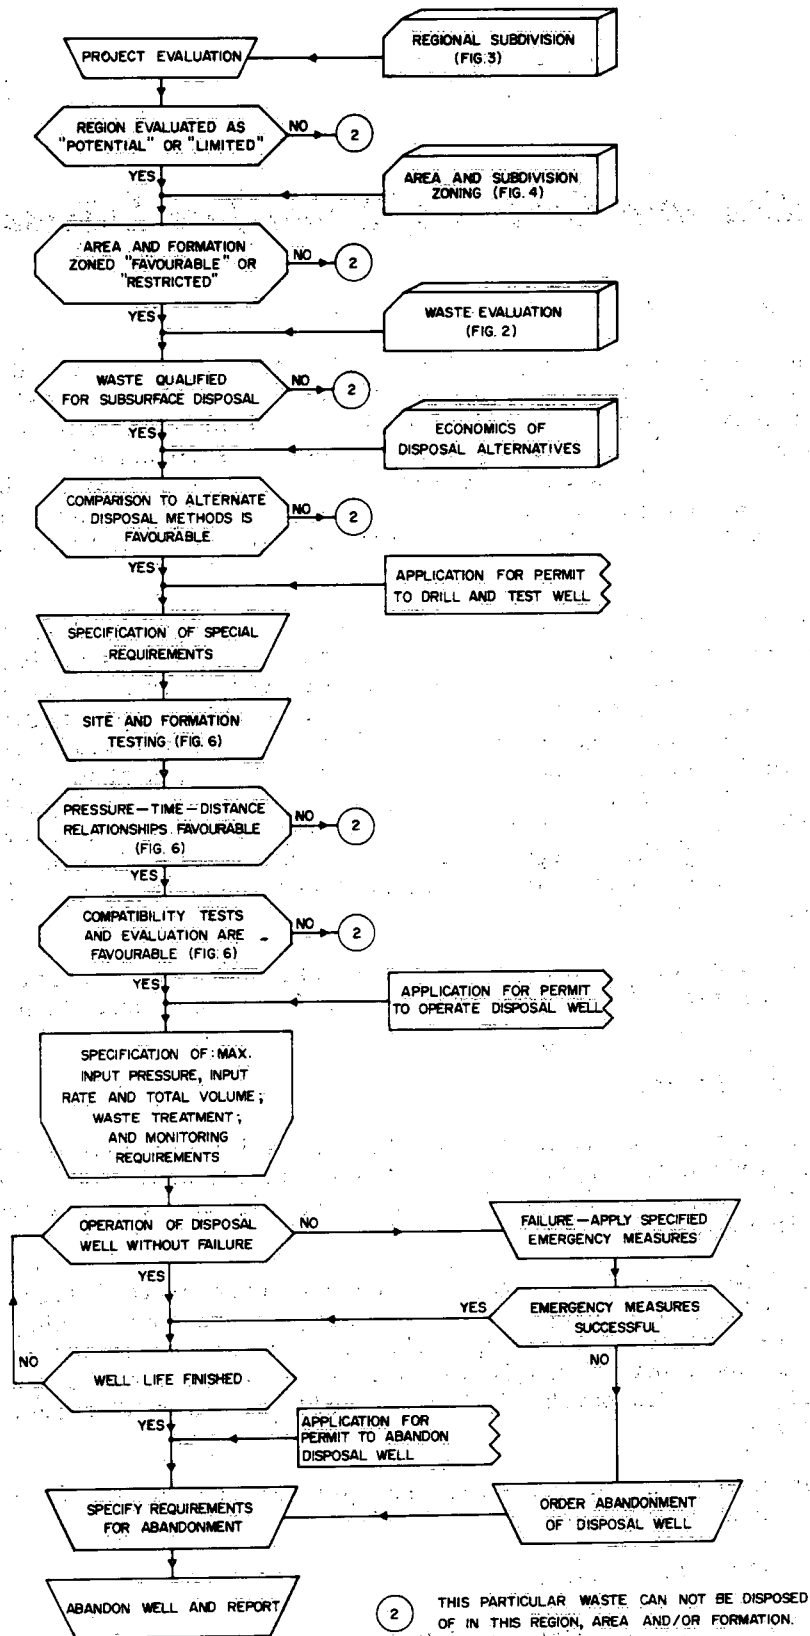 REGIONAL SUBDIVISION
(FIG. 3)
PROJECT EVALUATION
REGION EVALUATED AS
"POTENTIAL" OR "LIMITED"
NO
2
YES
AREA AND SUBDIVISION
ZONING (FIG. 4)
AREA AND FORMATION
ZONED "FAVOURABLE" OR
"RESTRICTED"
NO
2
YES
WASTE EVALUATION
(FIG. 2)
WASTE QUALIFIED
FOR SUBSURFACE DISPOSAL
NO
2
YES
ECONOMICS OF
DISPOSAL ALTERNATIVES
COMPARISON TO ALTERNATE
DISPOSAL METHODS IS
FAVOURABLE
NO
2
YES
APPLICATION FOR PERMIT
TO DRILL AND TEST WELL
SPECIFICATION OF SPECIAL
REQUIREMENTS
SITE AND FORMATION
TESTING (FIG. 6)
PRESSURE-TIME-DISTANCE
RELATIONSHIPS FAVOURABLE
(FIG. 6)
NO
2
YES
COMPATIBILITY TESTS
AND EVALUATION ARE
FAVOURABLE (FIG. 6)
NO
2
YES
APPLICATION FOR PERMIT
TO OPERATE DISPOSAL WELL
SPECIFICATION OF: MAX.
INPUT PRESSURE, INPUT
RATE AND TOTAL VOLUME;
WASTE TREATMENT;
AND MONITORING
REQUIREMENTS
OPERATION OF DISPOSAL
WELL WITHOUT FAILURE
NO
FAILURE-APPLY SPECIFIED
EMERGENCY MEASURES
YES
YES
EMERGENCY MEASURES
SUCCESSFUL
NO
NO
WELL LIFE FINISHED
YES
APPLICATION FOR
PERMIT TO ABANDON
DISPOSAL WELL
SPECIFY REQUIREMENTS
FOR ABANDONMENT
ORDER ABANDONMENT
OF DISPOSAL WELL
ABANDON WELL AND REPORT
2
THIS PARTICULAR WASTE CAN NOT BE DISPOSED
OF IN THIS REGION, AREA AND/OR FORMATION.